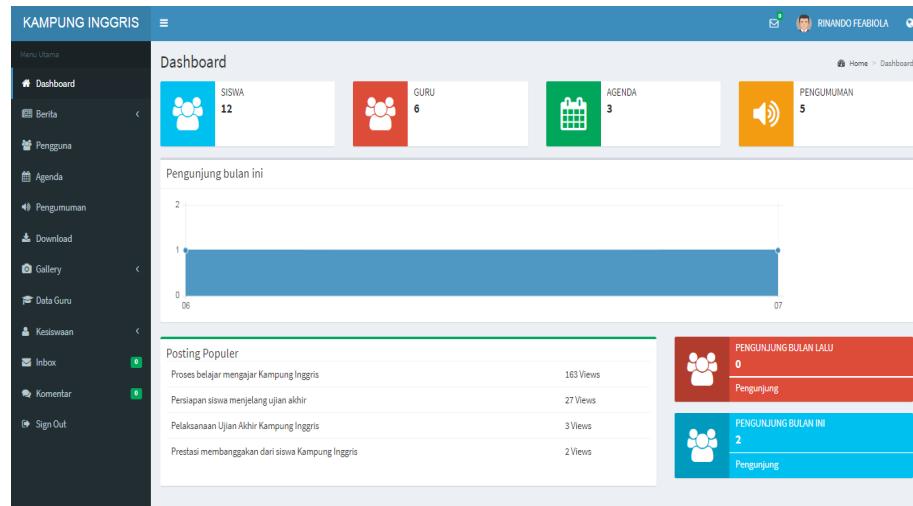 KAMPUNG INGGRIS
0
RINANDO FEABIOLA
Menu Utama
Dashboard
Berita
Pengguna
Agenda
Pengumuman
Download
Gallery
Data Guru
Kesiswaan
Inbox 0
Komentar 0
Sign Out
Dashboard
Home > Dashboard
SISWA
12
GURU
6
AGENDA
3
PENGUMUMAN
5
Pengunjung bulan ini
2
1
0
06 07
Posting Populer
Proses belajar mengajar Kampung Inggris 163 Views
Persiapan siswa menjelang ujian akhir 27 Views
Pelaksanaan Ujian Akhir Kampung Inggris 3 Views
Prestasi membanggakan dari siswa Kampung Inggris 2 Views
PENGUNJUNG BULAN LALU
0
Pengunjung
PENGUNJUNG BULAN INI
2
Pengunjung